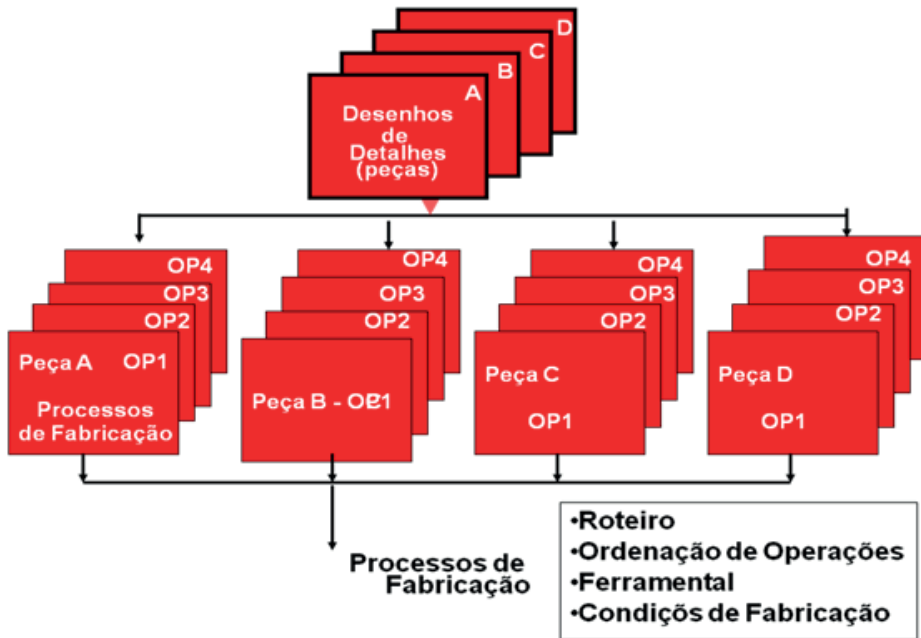 D
C
B
A
Desenhos
de
Detalhes
(peças)
OP4
OP3
OP2
Peça A OP1
Processos
de Fabricação
OP4
OP3
OP2
Peça B - OP1
OP4
OP3
OP2
Peça C
OP1
OP4
OP3
OP2
Peça D
OP1
Processos de
Fabricação
•Roteiro
•Ordenação de Operações
•Ferramental
•Condiçõs de Fabricação